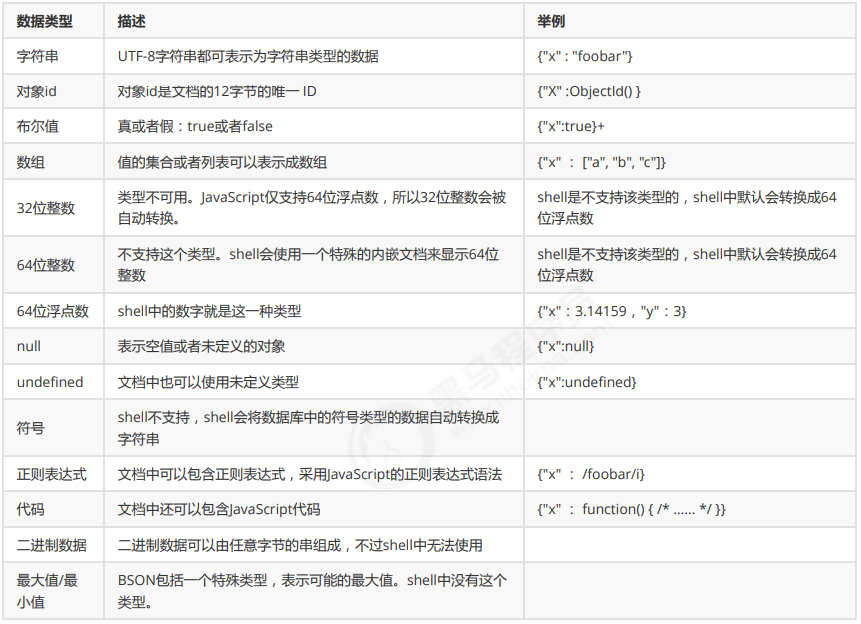 数据类型 描述 举例
字符串 UTF-8字符串都可表示为字符串类型的数据 {"x" : "foobar"}
对象id 对象id是文档的12字节的唯一 ID {"X" :ObjectId() }
布尔值 真或者假：true或者false {"x":true}+
数组 值的集合或者列表可以表示成数组 {"x" ： ["a", "b", "c"]}
32位整数 类型不可用。JavaScript仅支持64位浮点数，所以32位整数会被 shell是不支持该类型的，shell中默认会转换成64
自动转换。 位浮点数
64位整数 不支持这个类型。shell会使用一个特殊的内嵌文档来显示64位 shell是不支持该类型的，shell中默认会转换成64
整数 位浮点数
64位浮点数 shell中的数字就是这一种类型 {"x"：3.14159，"y"：3}
null 表示空值或者未定义的对象 {"x":null}
undefined 文档中也可以使用未定义类型 {"x":undefined}
符号 shell不支持，shell会将数据库中的符号类型的数据自动转换成
字符串
正则表达式 文档中可以包含正则表达式，采用JavaScript的正则表达式语法 {"x" ： /foobar/i}
代码 文档中还可以包含JavaScript代码 {"x" ： function() { /* …… */ }}
二进制数据 二进制数据可以由任意字节的串组成，不过shell中无法使用
最大值/最 BSON包括一个特殊类型，表示可能的最大值。shell中没有这个
小值 类型。
黑马程序员